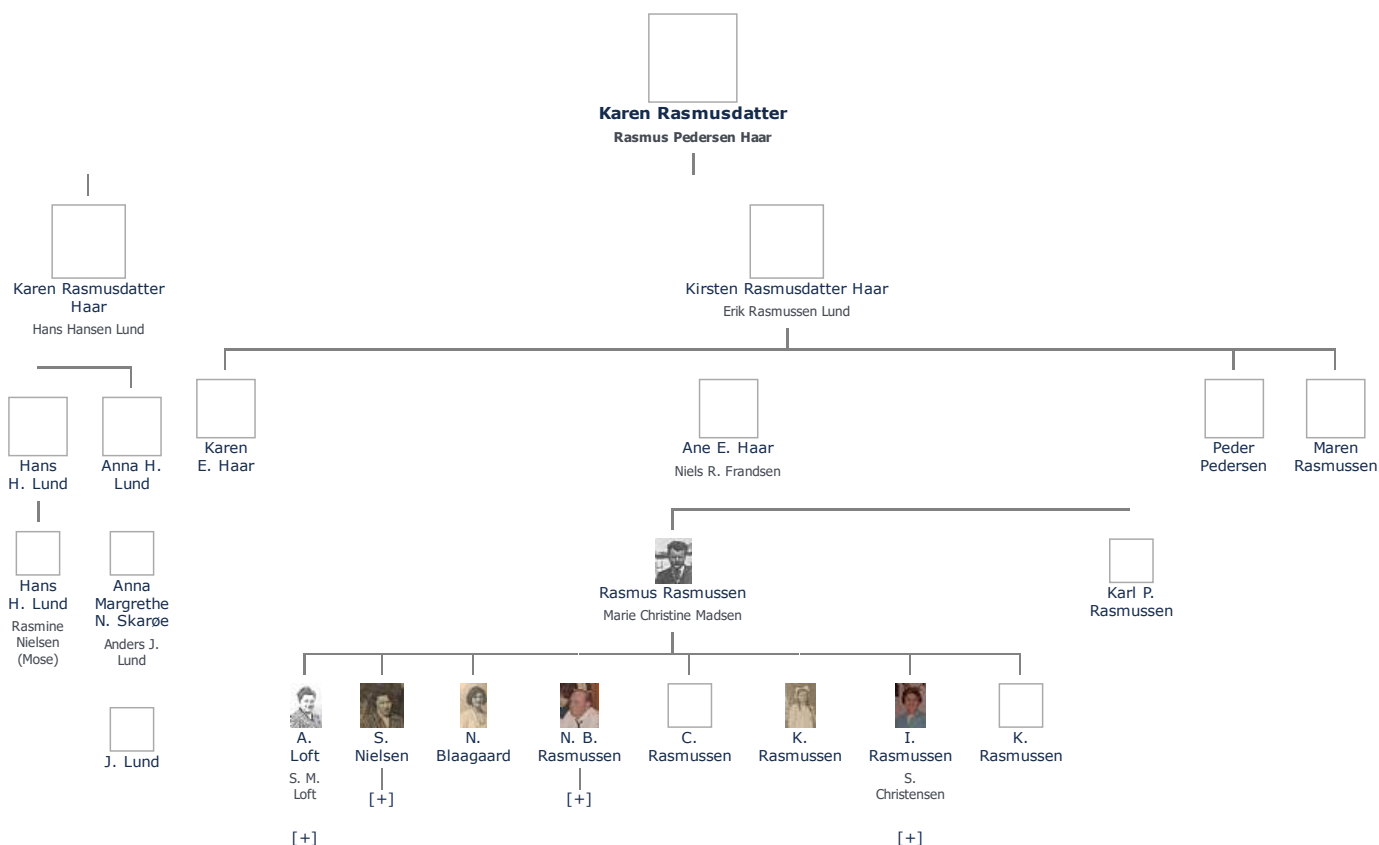 Karen Rasmusdatter
Rasmus Pedersen Haar
Karen Rasmusdatter
Haar
Hans Hansen Lund
Kirsten Rasmusdatter Haar
Erik Rasmussen Lund
Hans
H. Lund
Anna H.
Lund
Karen
E. Haar
Ane E. Haar
Niels R. Frandsen
Peder
Pedersen
Maren
Rasmussen
Hans
H. Lund
Rasmine
Nielsen
(Mose)
Anna
Margrethe
N. Skarøe
Anders J.
Lund
Rasmus Rasmussen
Marie Christine Madsen
Karl P.
Rasmussen
J. Lund
A.
Loft
S. M.
Loft
[+]
S.
Nielsen
[+]
N.
Blaagaard
N. B.
Rasmussen
[+]
C.
Rasmussen
K.
Rasmussen
I.
Rasmussen
S.
Christensen
[+]
K.
Rasmussen